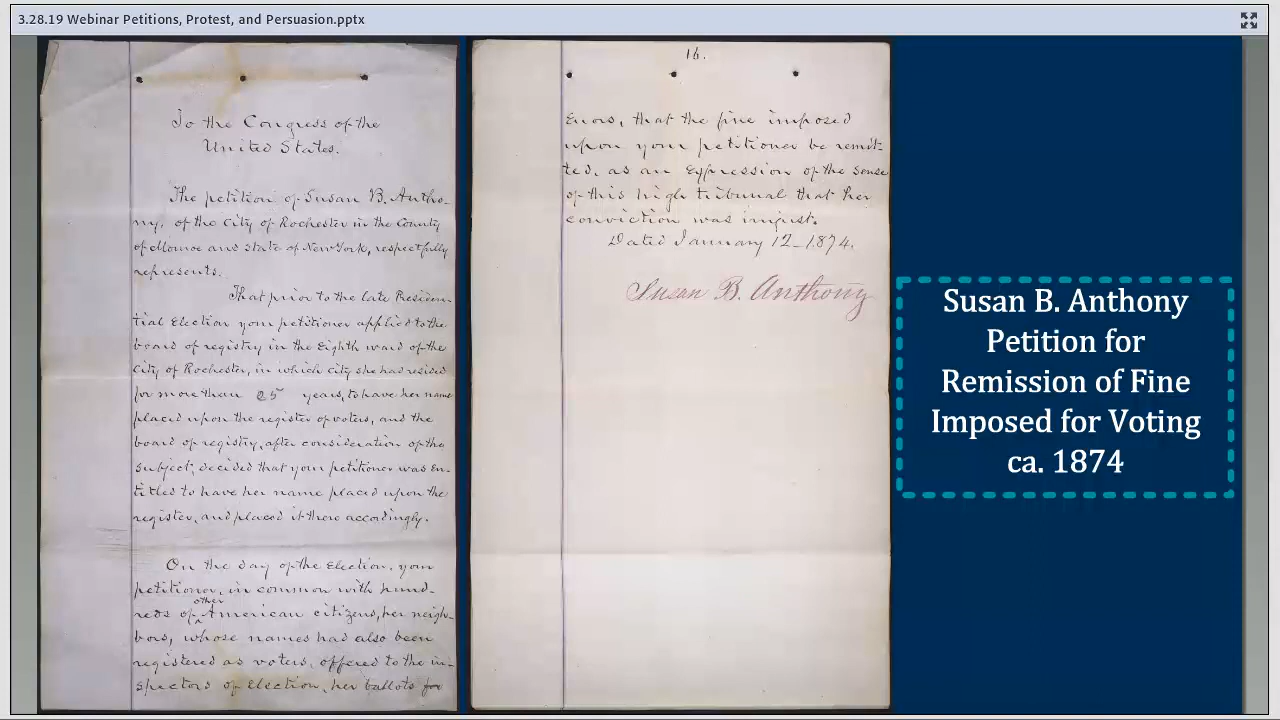 3.28.19 Webinar Petitions, Protest, and Persuasion.pptx
To the Congress of the
United States.
The petition of Susan B. Antho-
ny, of the City of Rochester in the County
of Monroe and state of New York, respectfully
represents.
That prior to the late Presiden-
tial Election your petitioner applied to the
board of registry in the Eighth ward of the
City of Rochester, in which city she has resided
for more than 25 years, to have her name
placed upon the register of voters, and the
board of registry, after consideration of the
subject, decided that your petitioner was en-
titled to have her name placed upon the
register, and placed it there accordingly.
On the day of the Election, your
petitioner, in common with hund-
reds of other American citizens, her neigh-
bors, whose names had also been
registered as voters, offered to the in-
spectors of Election, her ballots for
16.
Enors, that the fine imposed
upon your petitioner be remit-
ted, as an Expression of the sense
of this high tribunal that her
conviction was unjust.
Dated January 12_1874.
Susan B. Anthony
Susan B. Anthony
Petition for
Remission of Fine
Imposed for Voting
ca. 1874